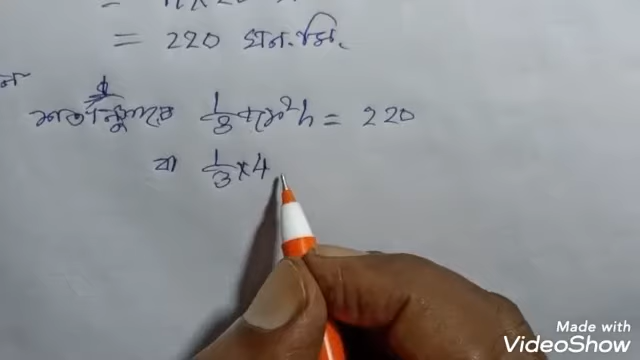 = 220 ঘন.মি.
শর্তানুসারে 1/3 πr²h = 220
বা 1/3 × 4
Made with
VideoShow